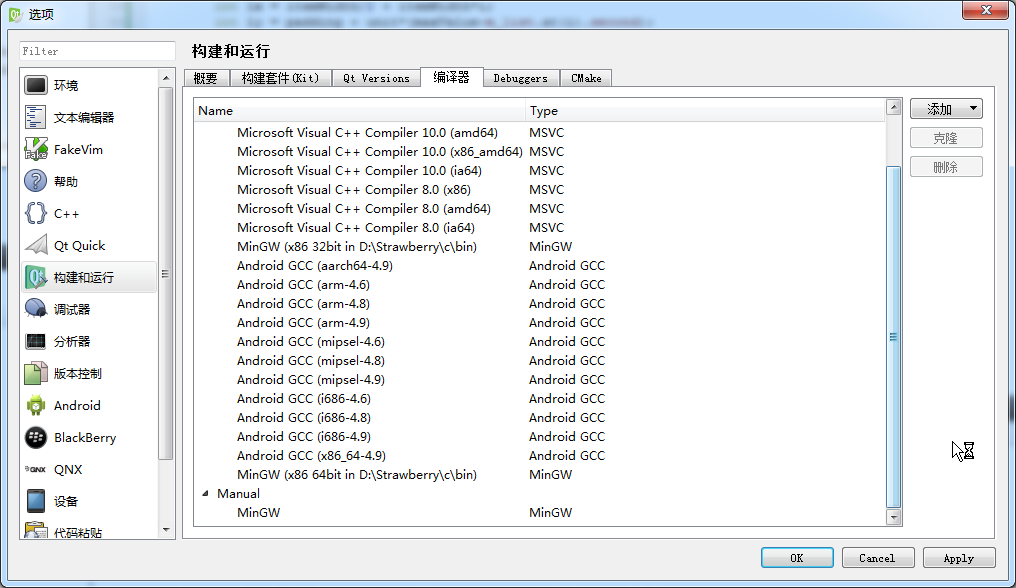 选项
Filter
环境
文本编辑器
FakeVim
帮助
C++
Qt Quick
构建和运行
调试器
分析器
版本控制
Android
BlackBerry
QNX
设备
代码粘贴
构建和运行
概要
构建套件(Kit)
Qt Versions
编译器
Debuggers
CMake
Name Type
Microsoft Visual C++ Compiler 10.0 (amd64) MSVC
Microsoft Visual C++ Compiler 10.0 (x86_amd64) MSVC
Microsoft Visual C++ Compiler 10.0 (ia64) MSVC
Microsoft Visual C++ Compiler 8.0 (x86) MSVC
Microsoft Visual C++ Compiler 8.0 (amd64) MSVC
Microsoft Visual C++ Compiler 8.0 (ia64) MSVC
MinGW (x86 32bit in D:\Strawberry\c\bin) MinGW
Android GCC (aarch64-4.9) Android GCC
Android GCC (arm-4.6) Android GCC
Android GCC (arm-4.8) Android GCC
Android GCC (arm-4.9) Android GCC
Android GCC (mipsel-4.6) Android GCC
Android GCC (mipsel-4.8) Android GCC
Android GCC (mipsel-4.9) Android GCC
Android GCC (i686-4.6) Android GCC
Android GCC (i686-4.8) Android GCC
Android GCC (i686-4.9) Android GCC
Android GCC (x86_64-4.9) Android GCC
MinGW (x86 64bit in D:\Strawberry\c\bin) MinGW
Manual
MinGW MinGW
添加
克隆
删除
OK
Cancel
Apply